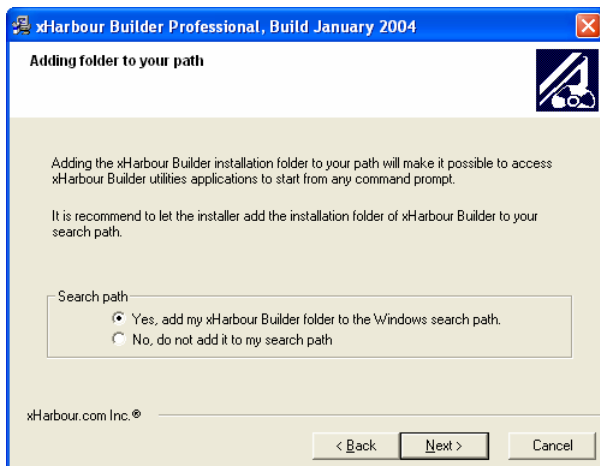 xHarbour Builder Professional, Build January 2004
Adding folder to your path
Adding the xHarbour Builder installation folder to your path will make it possible to access
xHarbour Builder utilities applications to start from any command prompt.
It is recommend to let the installer add the installation folder of xHarbour Builder to your
search path.
Search path
Yes, add my xHarbour Builder folder to the Windows search path.
No, do not add it to my search path
xHarbour.com Inc.®
< Back
Next >
Cancel